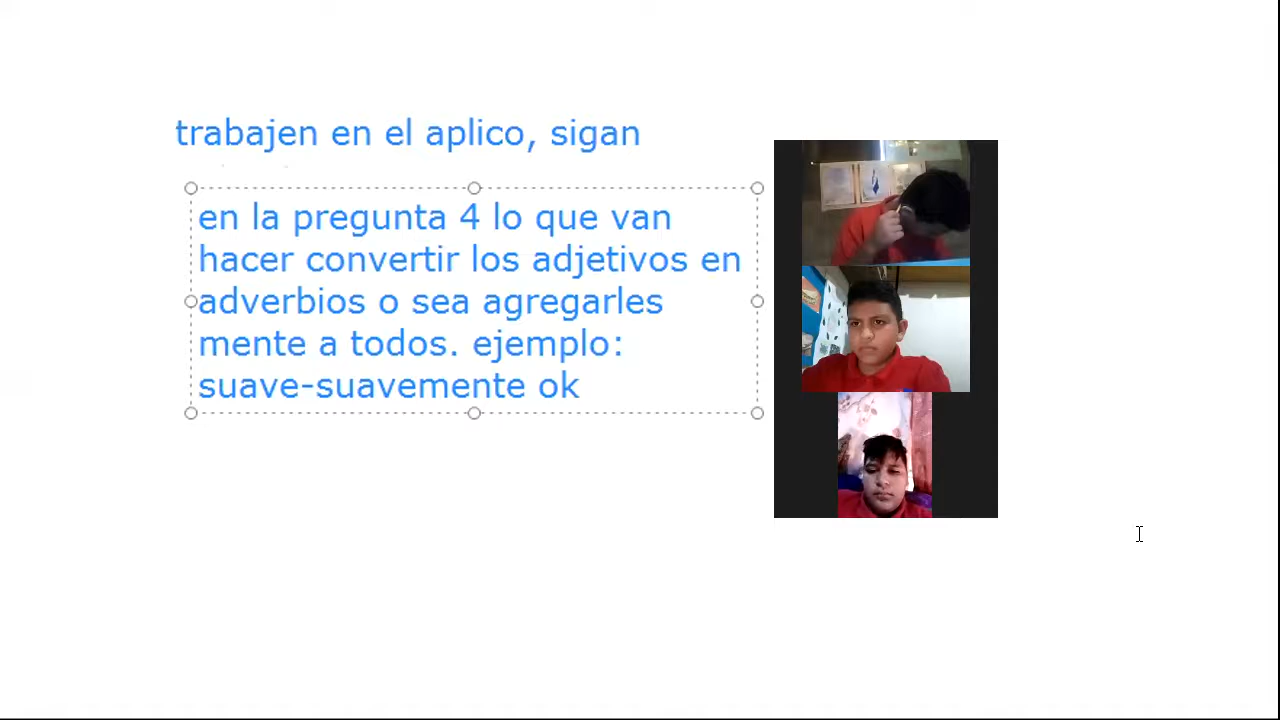 trabajen en el aplico, sigan
en la pregunta 4 lo que van
hacer convertir los adjetivos en
adverbios o sea agregarles
mente a todos. ejemplo:
suave-suavemente ok